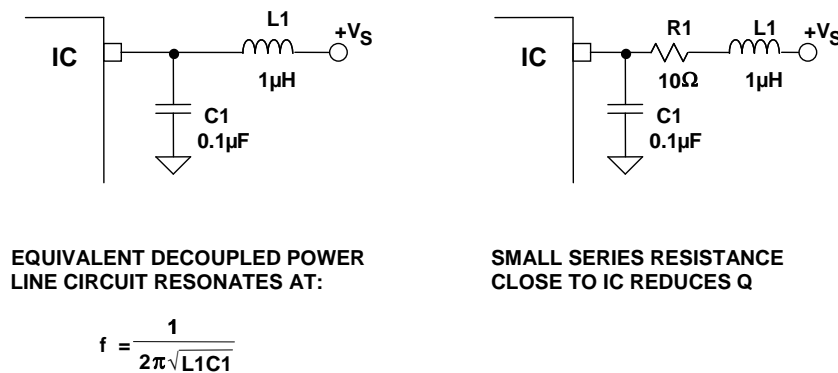 L1
+VS
IC
1µH
C1
0.1µF
R1
L1
+VS
IC
10Ω
1µH
C1
0.1µF
EQUIVALENT DECOUPLED POWER
LINE CIRCUIT RESONATES AT:
f = 1 / 2π√L1C1
SMALL SERIES RESISTANCE
CLOSE TO IC REDUCES Q